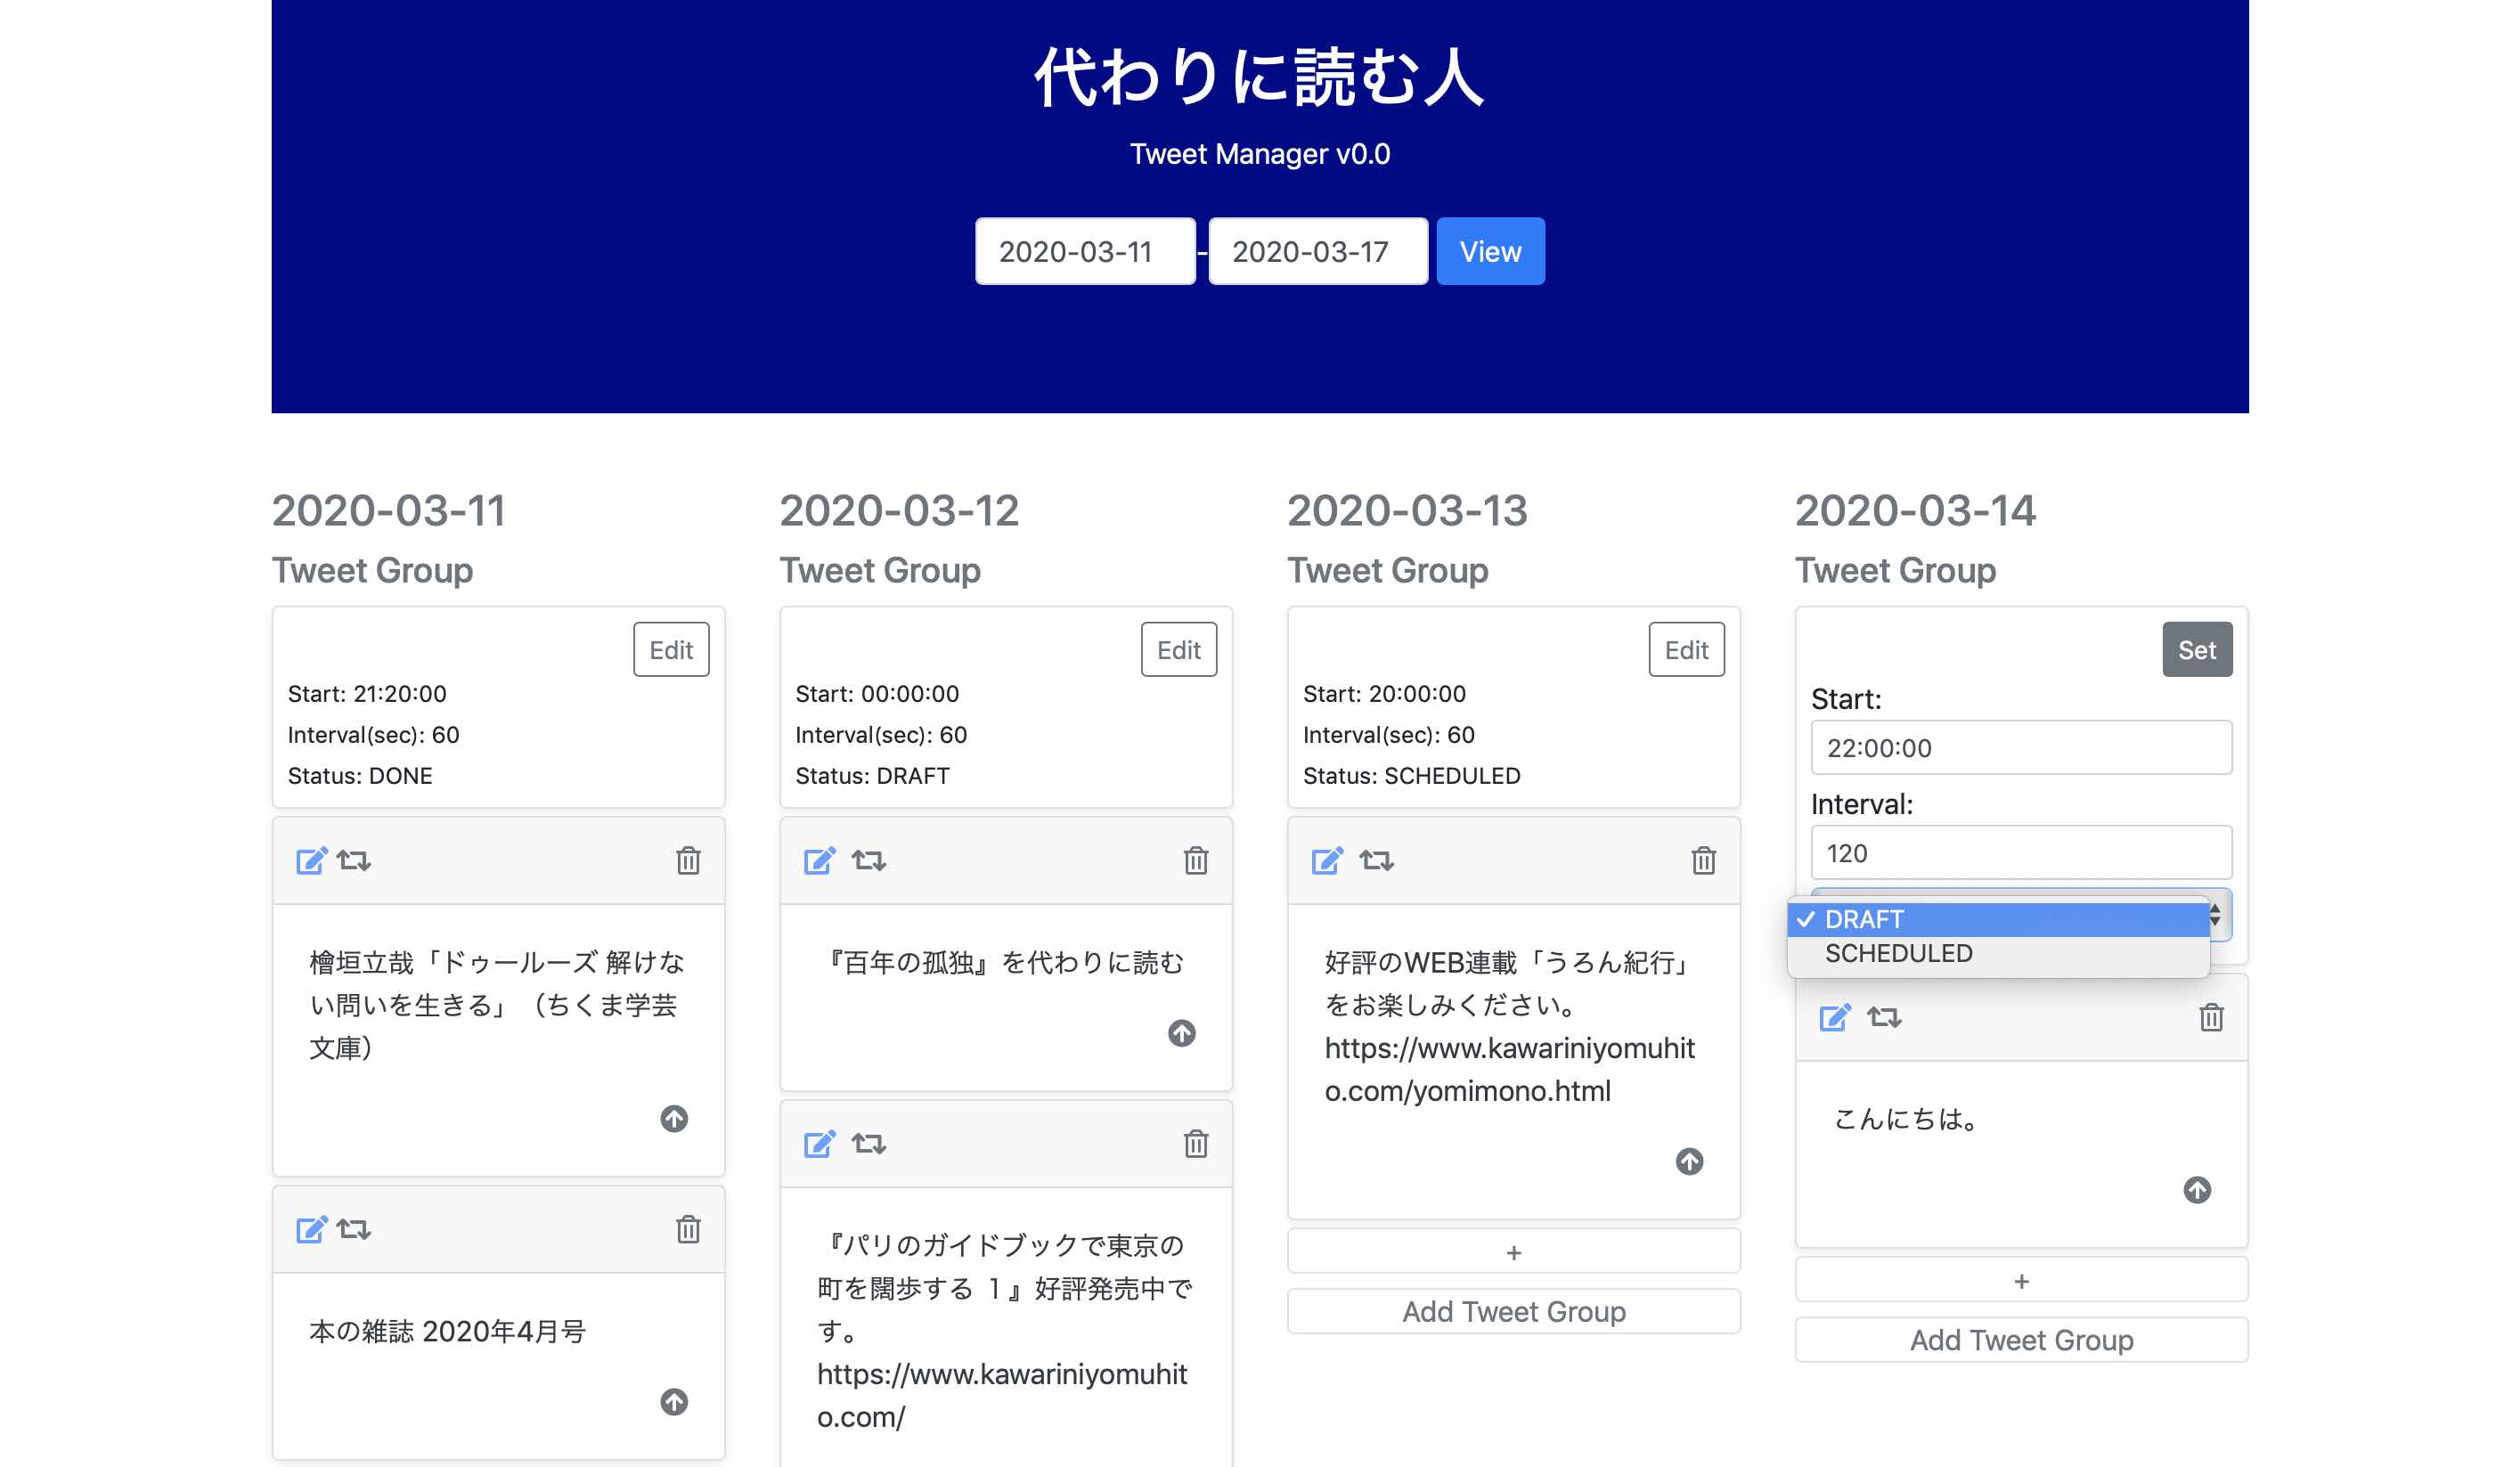 代わりに読む人
Tweet Manager v0.0
2020-03-11 - 2020-03-17 View
2020-03-11
Tweet Group
Edit
Start: 21:20:00
Interval(sec): 60
Status: DONE
檜垣立哉「ドゥールーズ 解けな
い問いを生きる」（ちくま学芸
文庫）
本の雑誌 2020年4月号
2020-03-12
Tweet Group
Edit
Start: 00:00:00
Interval(sec): 60
Status: DRAFT
『百年の孤独』を代わりに読む
『パリのガイドブックで東京の
町を闊歩する １』好評発売中で
す。
https://www.kawariniyomuhit
o.com/
2020-03-13
Tweet Group
Edit
Start: 20:00:00
Interval(sec): 60
Status: SCHEDULED
好評のWEB連載「うろん紀行」
をお楽しみください。
https://www.kawariniyomuhit
o.com/yomimono.html
+
Add Tweet Group
2020-03-14
Tweet Group
Set
Start:
22:00:00
Interval:
120
✓ DRAFT
SCHEDULED
こんにちは。
+
Add Tweet Group